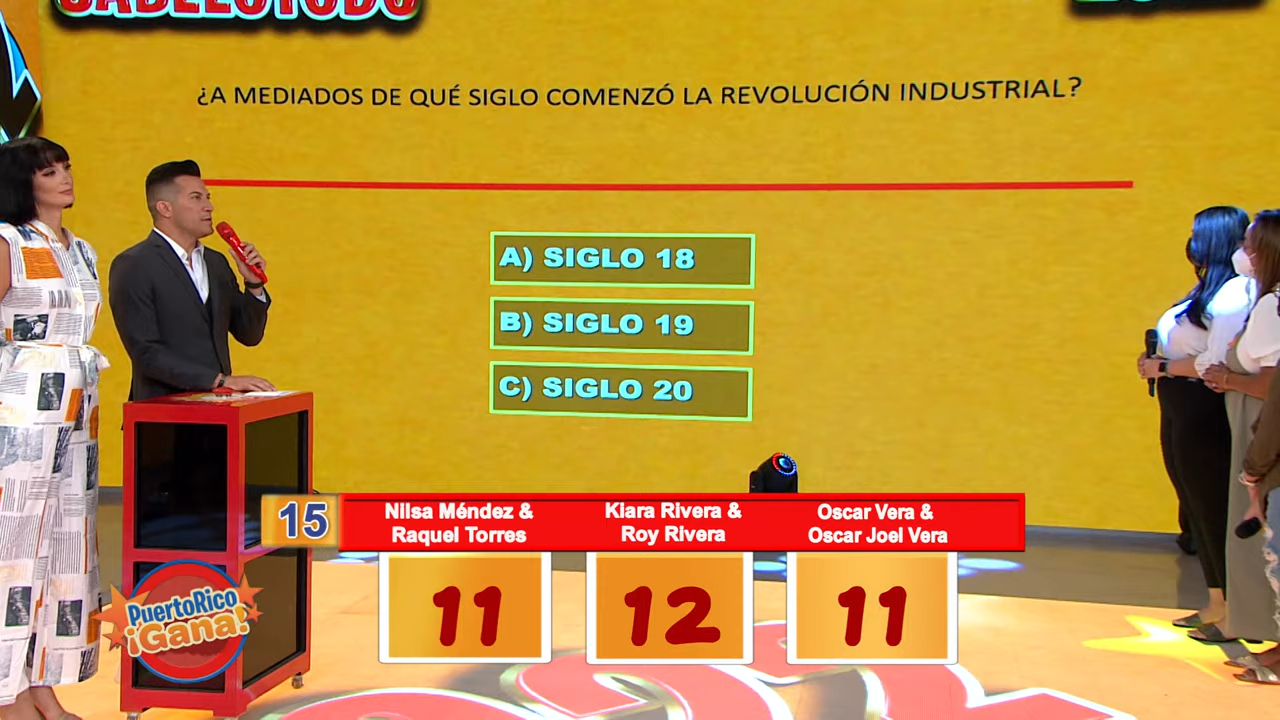 SABELOTODO
¿A MEDIADOS DE QUÉ SIGLO COMENZÓ LA REVOLUCIÓN INDUSTRIAL?
A) SIGLO 18
B) SIGLO 19
C) SIGLO 20
15
Nilsa Méndez &
Raquel Torres
Kiara Rivera &
Roy Rivera
Oscar Vera &
Oscar Joel Vera
11
12
11
PuertoRico
¡Gana!